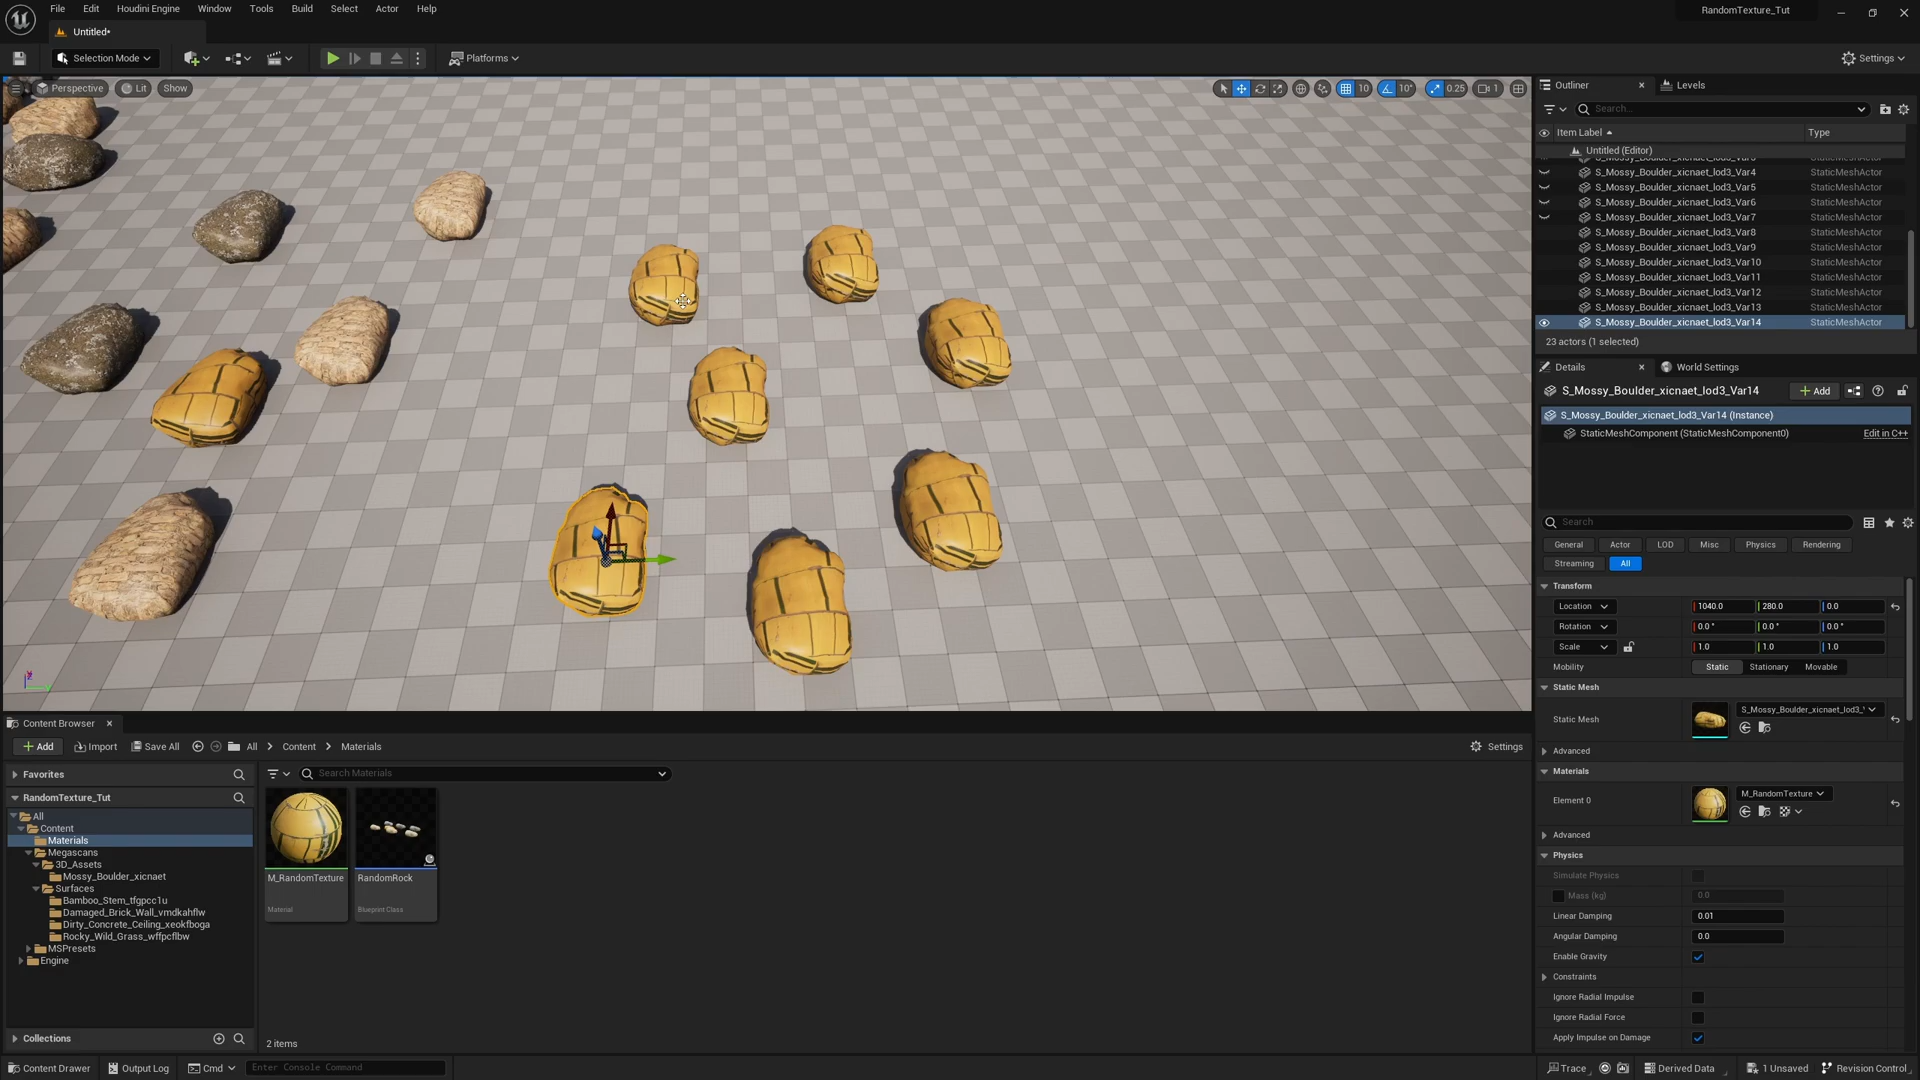 File Edit Houdini Engine Window Tools Build Select Actor Help
RandomTexture_Tut
Untitled*
Selection Mode
Platforms
Settings
Perspective Lit Show
10 10° 0.25 1
Outliner Levels
Search...
Item Label Type
Untitled (Editor)
S_Mossy_Boulder_xicnaet_lod3_Var3 StaticMeshActor
S_Mossy_Boulder_xicnaet_lod3_Var4 StaticMeshActor
S_Mossy_Boulder_xicnaet_lod3_Var5 StaticMeshActor
S_Mossy_Boulder_xicnaet_lod3_Var6 StaticMeshActor
S_Mossy_Boulder_xicnaet_lod3_Var7 StaticMeshActor
S_Mossy_Boulder_xicnaet_lod3_Var8 StaticMeshActor
S_Mossy_Boulder_xicnaet_lod3_Var9 StaticMeshActor
S_Mossy_Boulder_xicnaet_lod3_Var10 StaticMeshActor
S_Mossy_Boulder_xicnaet_lod3_Var11 StaticMeshActor
S_Mossy_Boulder_xicnaet_lod3_Var12 StaticMeshActor
S_Mossy_Boulder_xicnaet_lod3_Var13 StaticMeshActor
S_Mossy_Boulder_xicnaet_lod3_Var14 StaticMeshActor
23 actors (1 selected)
Details World Settings
S_Mossy_Boulder_xicnaet_lod3_Var14
Add
S_Mossy_Boulder_xicnaet_lod3_Var14 (Instance)
StaticMeshComponent (StaticMeshComponent0) Edit in C++
Search
General Actor LOD Misc Physics Rendering
Streaming All
Transform
Location 1040.0 280.0 0.0
Rotation 0.0° 0.0° 0.0°
Scale 1.0 1.0 1.0
Mobility Static Stationary Movable
Static Mesh
Static Mesh S_Mossy_Boulder_xicnaet_lod3_
Advanced
Materials
Element 0 M_RandomTexture
Advanced
Physics
Simulate Physics
Mass (kg) 0.0
Linear Damping 0.01
Angular Damping 0.0
Enable Gravity
Constraints
Ignore Radial Impulse
Ignore Radial Force
Apply Impulse on Damage
Content Browser
Add Import Save All All Content Materials Settings
Favorites
RandomTexture_Tut
All
Content
Materials
Megascans
3D_Assets
Mossy_Boulder_xicnaet
Surfaces
Bamboo_Stem_tfgpcc1u
Damaged_Brick_Wall_vmdkahflw
Dirty_Concrete_Ceiling_xeokfboga
Rocky_Wild_Grass_wffpcflbw
MSPresets
Engine
Collections
Search Materials
M_RandomTexture
Material
RandomRock
Blueprint Class
2 items
Content Drawer Output Log Cmd Enter Console Command Trace Derived Data 1 Unsaved Revision Control